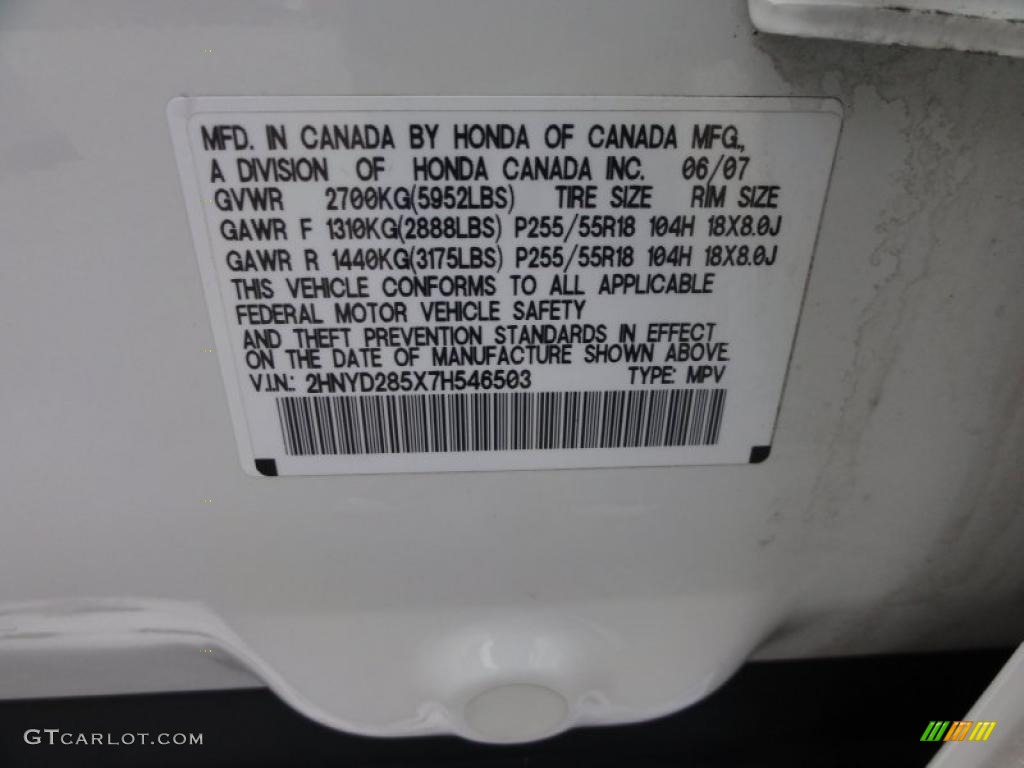 MFD. IN CANADA BY HONDA OF CANADA MFG.,
A DIVISION OF HONDA CANADA INC. 06/07
GVWR 2700KG(5952LBS) TIRE SIZE RIM SIZE
GAWR F 1310KG(2888LBS) P255/55R18 104H 18X8.0J
GAWR R 1440KG(3175LBS) P255/55R18 104H 18X8.0J
THIS VEHICLE CONFORMS TO ALL APPLICABLE
FEDERAL MOTOR VEHICLE SAFETY
AND THEFT PREVENTION STANDARDS IN EFFECT
ON THE DATE OF MANUFACTURE SHOWN ABOVE
V.I.N.: 2HNYD285X7H546503 TYPE: MPV
GTCARLOT.COM